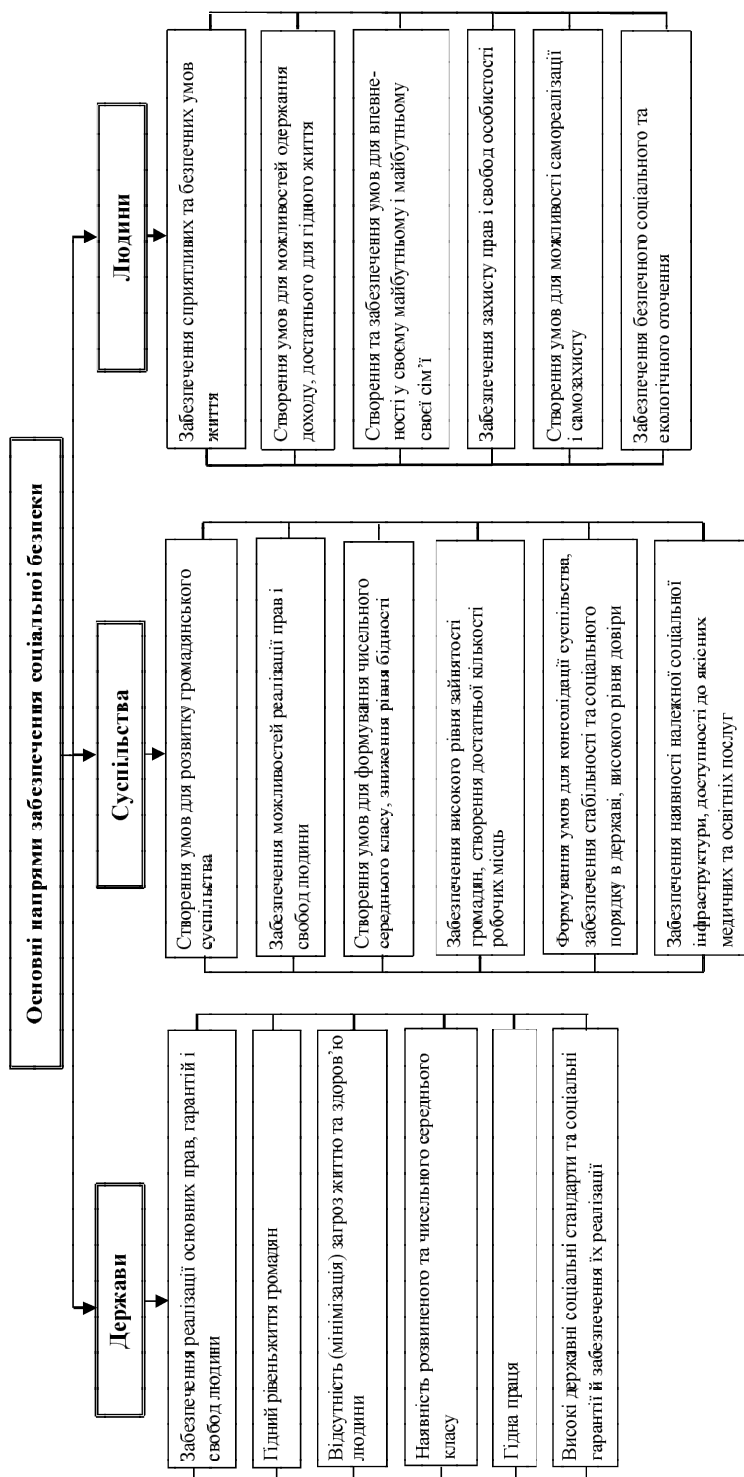 Основні напрями забезпечення соціальної безпеки
Держави
Забезпечення реалізації основних прав, гарантій і
свобод людини
Гідний рівень життя громадян
Відсутність (мінімізація) загроз життю та здоров’ю
людини
Наявність розвиненого та чисельного середнього
класу
Гідна праця
Високі державні соціальні стандарти та соціальні
гарантії й забезпечення їх реалізації
Суспільства
Створення умов для розвитку громадянського
суспільства
Забезпечення можливостей реалізації прав і
свобод людини
Створення умов для формування чисельного
середнього класу, зниження рівня бідності
Забезпечення високого рівня зайнятості
громадян, створення достатньої кількості
робочих місць
Формування умов для консолідації суспільства,
забезпечення стабільності та соціального
порядку в державі, високого рівня довіри
Забезпечення наявності належної соціальної
інфраструктури, доступності до якісних
медичних та освітніх послуг
Людини
Забезпечення сприятливих та безпечних умов
життя
Створення умов для можливостей одержання
доходу, достатнього для гідного життя
Створення та забезпечення умов для впевне-
ності у своєму майбутньому і майбутньому
своєї сім’ї
Забезпечення захисту прав і свобод особистості
Створення умов для можливості самореалізації
і самозахисту
Забезпечення безпечного соціального та
екологічного оточення